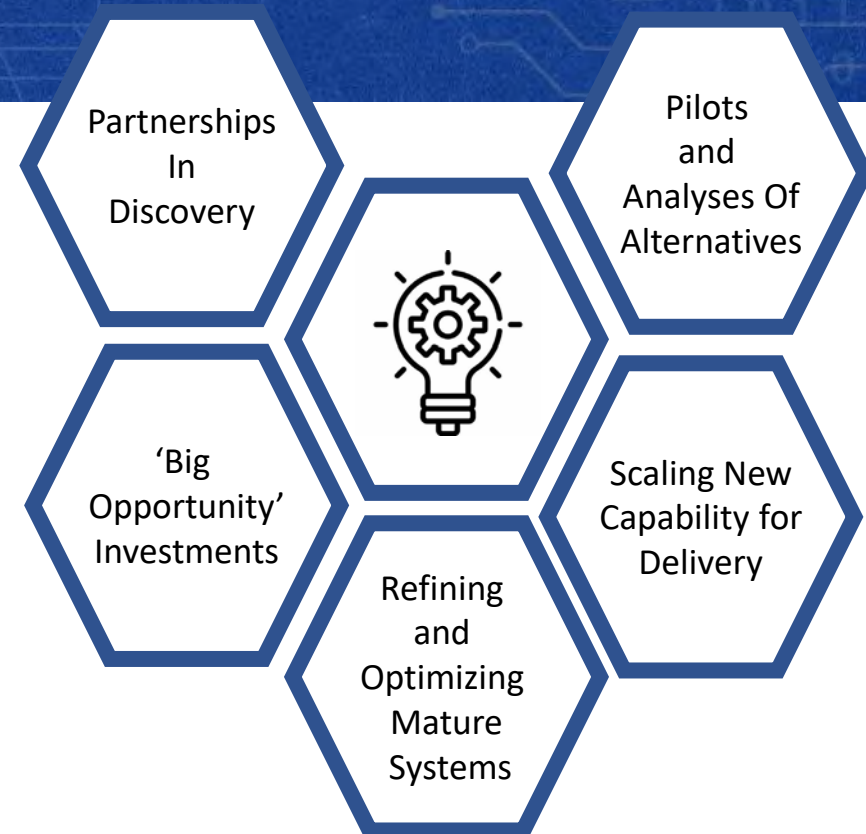 Partnerships
In
Discovery
Pilots
and
Analyses Of
Alternatives
‘Big
Opportunity’
Investments
Scaling New
Capability for
Delivery
Refining
and
Optimizing
Mature
Systems